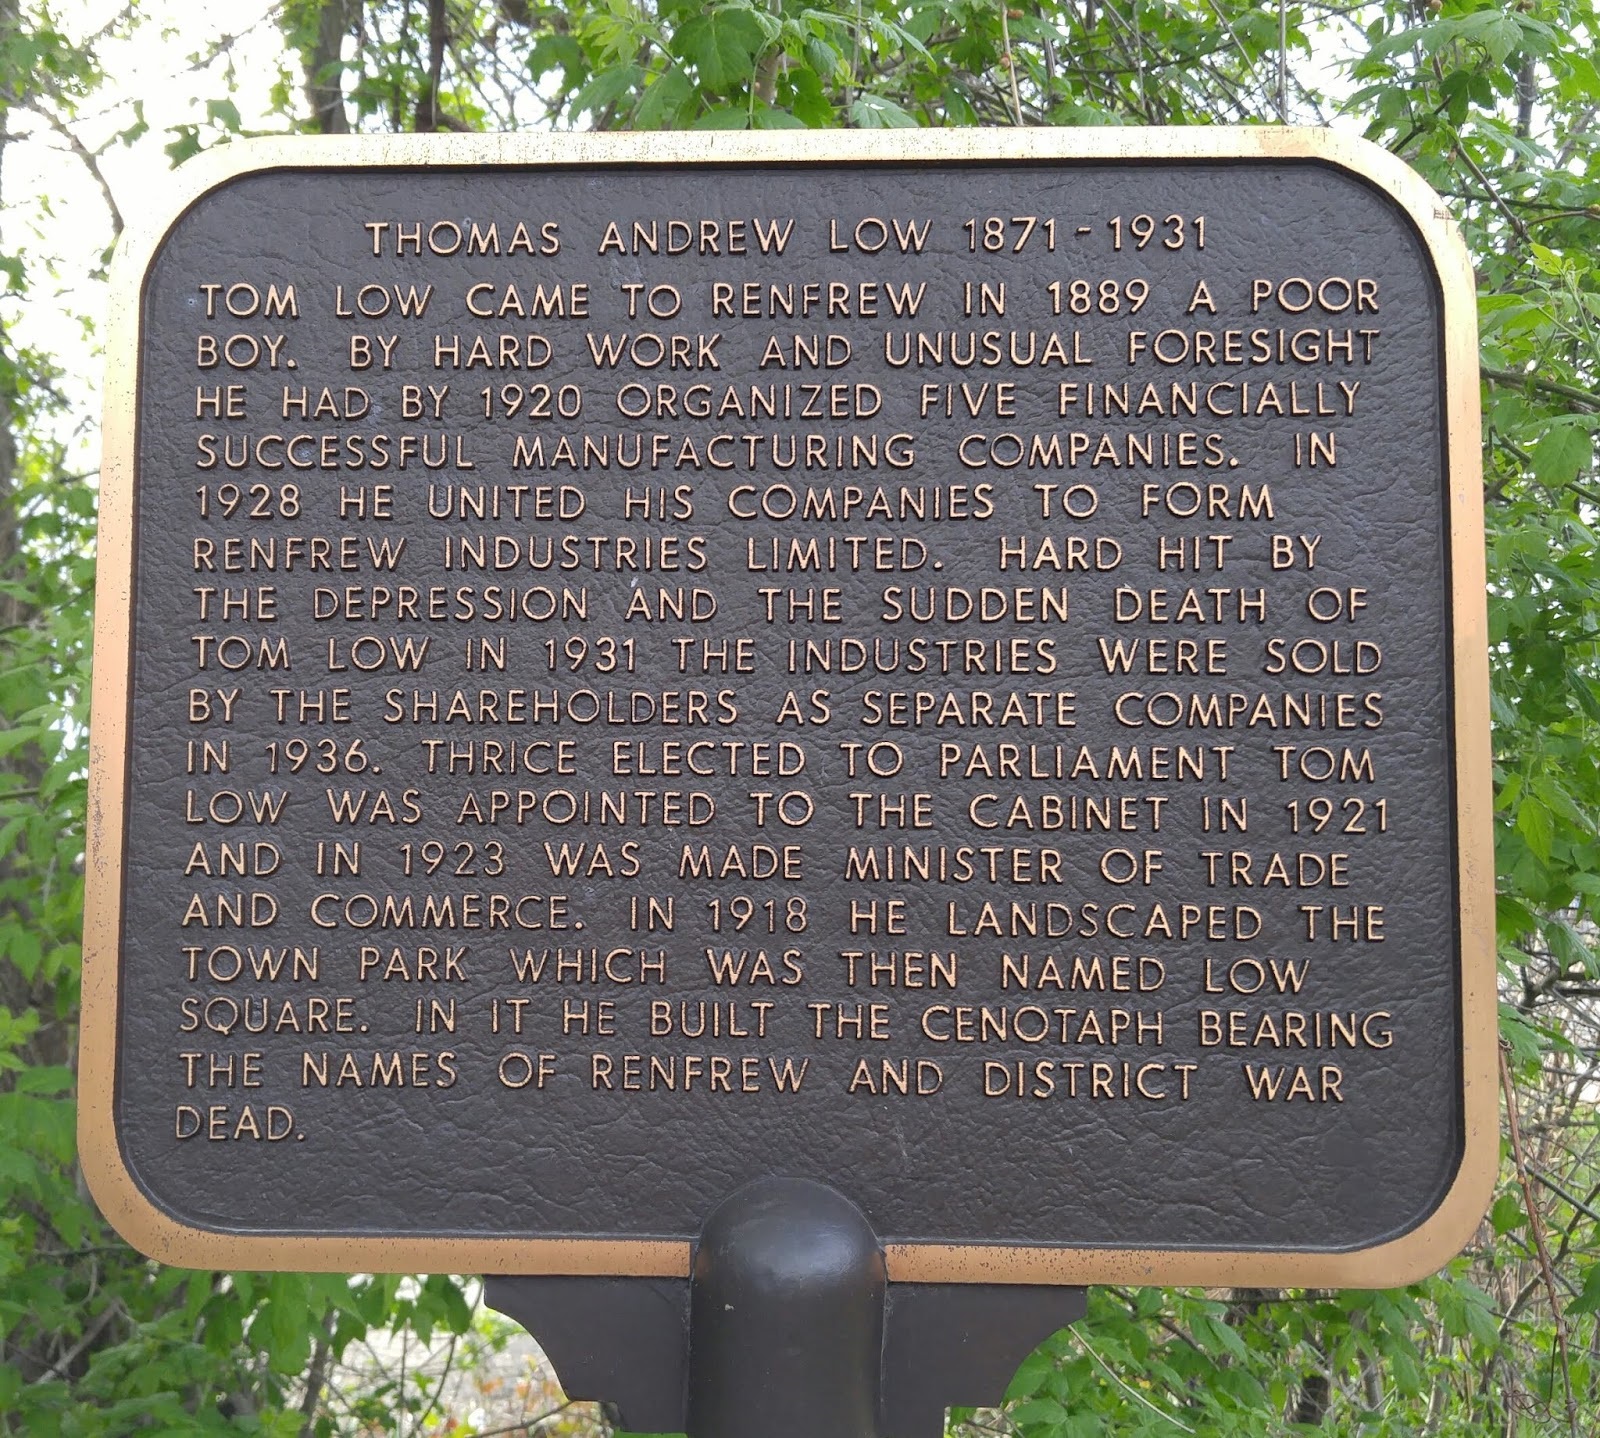 THOMAS ANDREW LOW 1871-1931
TOM LOW CAME TO RENFREW IN 1889 A POOR
BOY. BY HARD WORK AND UNUSUAL FORESIGHT
HE HAD BY 1920 ORGANIZED FIVE FINANCIALLY
SUCCESSFUL MANUFACTURING COMPANIES. IN
1928 HE UNITED HIS COMPANIES TO FORM
RENFREW INDUSTRIES LIMITED. HARD HIT BY
THE DEPRESSION AND THE SUDDEN DEATH OF
TOM LOW IN 1931 THE INDUSTRIES WERE SOLD
BY THE SHAREHOLDERS AS SEPARATE COMPANIES
IN 1936. THRICE ELECTED TO PARLIAMENT TOM
LOW WAS APPOINTED TO THE CABINET IN 1921
AND IN 1923 WAS MADE MINISTER OF TRADE
AND COMMERCE. IN 1918 HE LANDSCAPED THE
TOWN PARK WHICH WAS THEN NAMED LOW
SQUARE. IN IT HE BUILT THE CENOTAPH BEARING
THE NAMES OF RENFREW AND DISTRICT WAR
DEAD.